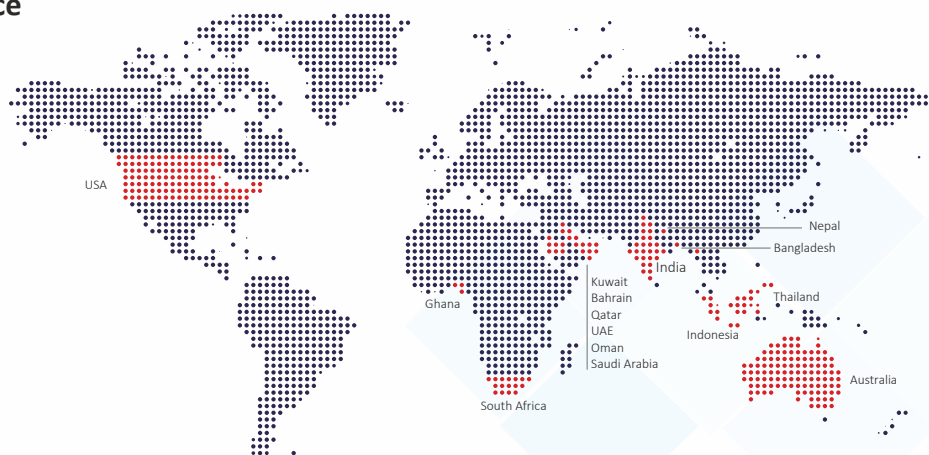 ce
USA
Nepal
Bangladesh
India
Kuwait
Bahrain
Qatar
UAE
Oman
Saudi Arabia
Ghana
Thailand
Indonesia
Australia
South Africa